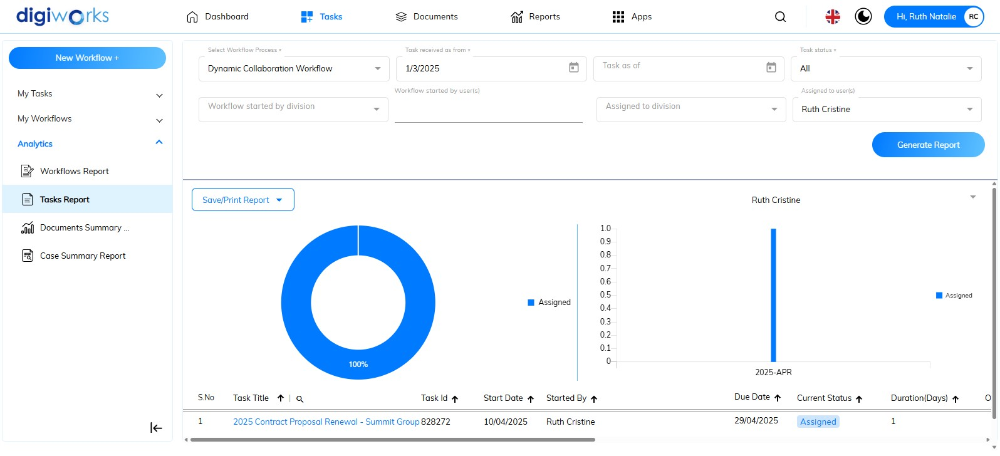 digiworks
Dashboard
Tasks
Documents
Reports
Apps
Hi, Ruth Natalie RC
New Workflow +
My Tasks
My Workflows
Analytics
Workflows Report
Tasks Report
Documents Summary ...
Case Summary Report
Select Workflow Process *
Dynamic Collaboration Workflow
Task received as from *
1/3/2025
Task as of
Task status *
All
Workflow started by division
Workflow started by user(s)
Assigned to division
Assigned to user(s)
Ruth Cristine
Generate Report
Save/Print Report
Ruth Cristine
100%
Assigned
1.0
0.9
0.8
0.7
0.6
0.5
0.4
0.3
0.2
0.1
0
2025-APR
Assigned
S.No Task Title | Task Id Start Date Started By Due Date Current Status Duration(Days) O
1 2025 Contract Proposal Renewal - Summit Group 828272 10/04/2025 Ruth Cristine 29/04/2025 Assigned 1